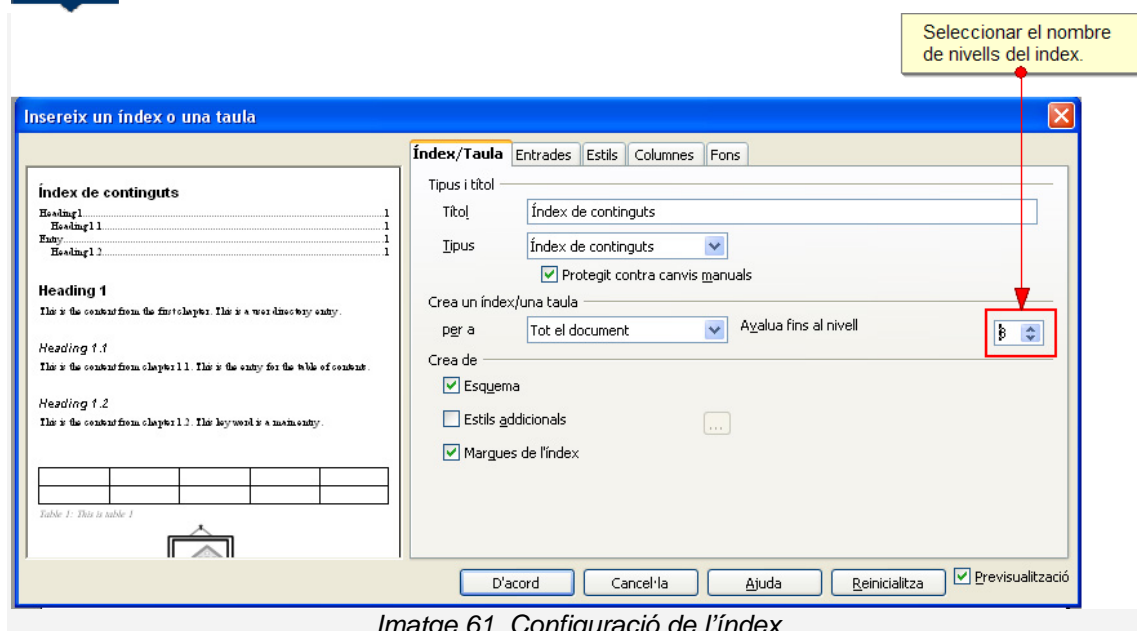 Seleccionar el nombre
de nivells del index.
Insereix un índex o una taula
Índex/Taula Entrades Estils Columnes Fons
Índex de continguts
Heading 1 1
Heading 1.1 1
Entry 1
Heading 1.2 1
Heading 1
This is the content from the first chapter. This is a user directory entry.
Heading 1.1
This is the content from chapter 1.1. This is the entry for the table of contents.
Heading 1.2
This is the content from chapter 1.2. This keyword is a main entry.
Table 1: This is table 1
Tipus i títol
Títol Índex de continguts
Tipus Índex de continguts
Protegit contra canvis manuals
Crea un índex/una taula
per a Tot el document Avalua fins al nivell
Crea de
Esquema
Estils addicionals ...
Marques de l'índex
D'acord Cancel·la Ajuda Reinicialitza Previsualització
Imatge 61. Configuració de l'índex